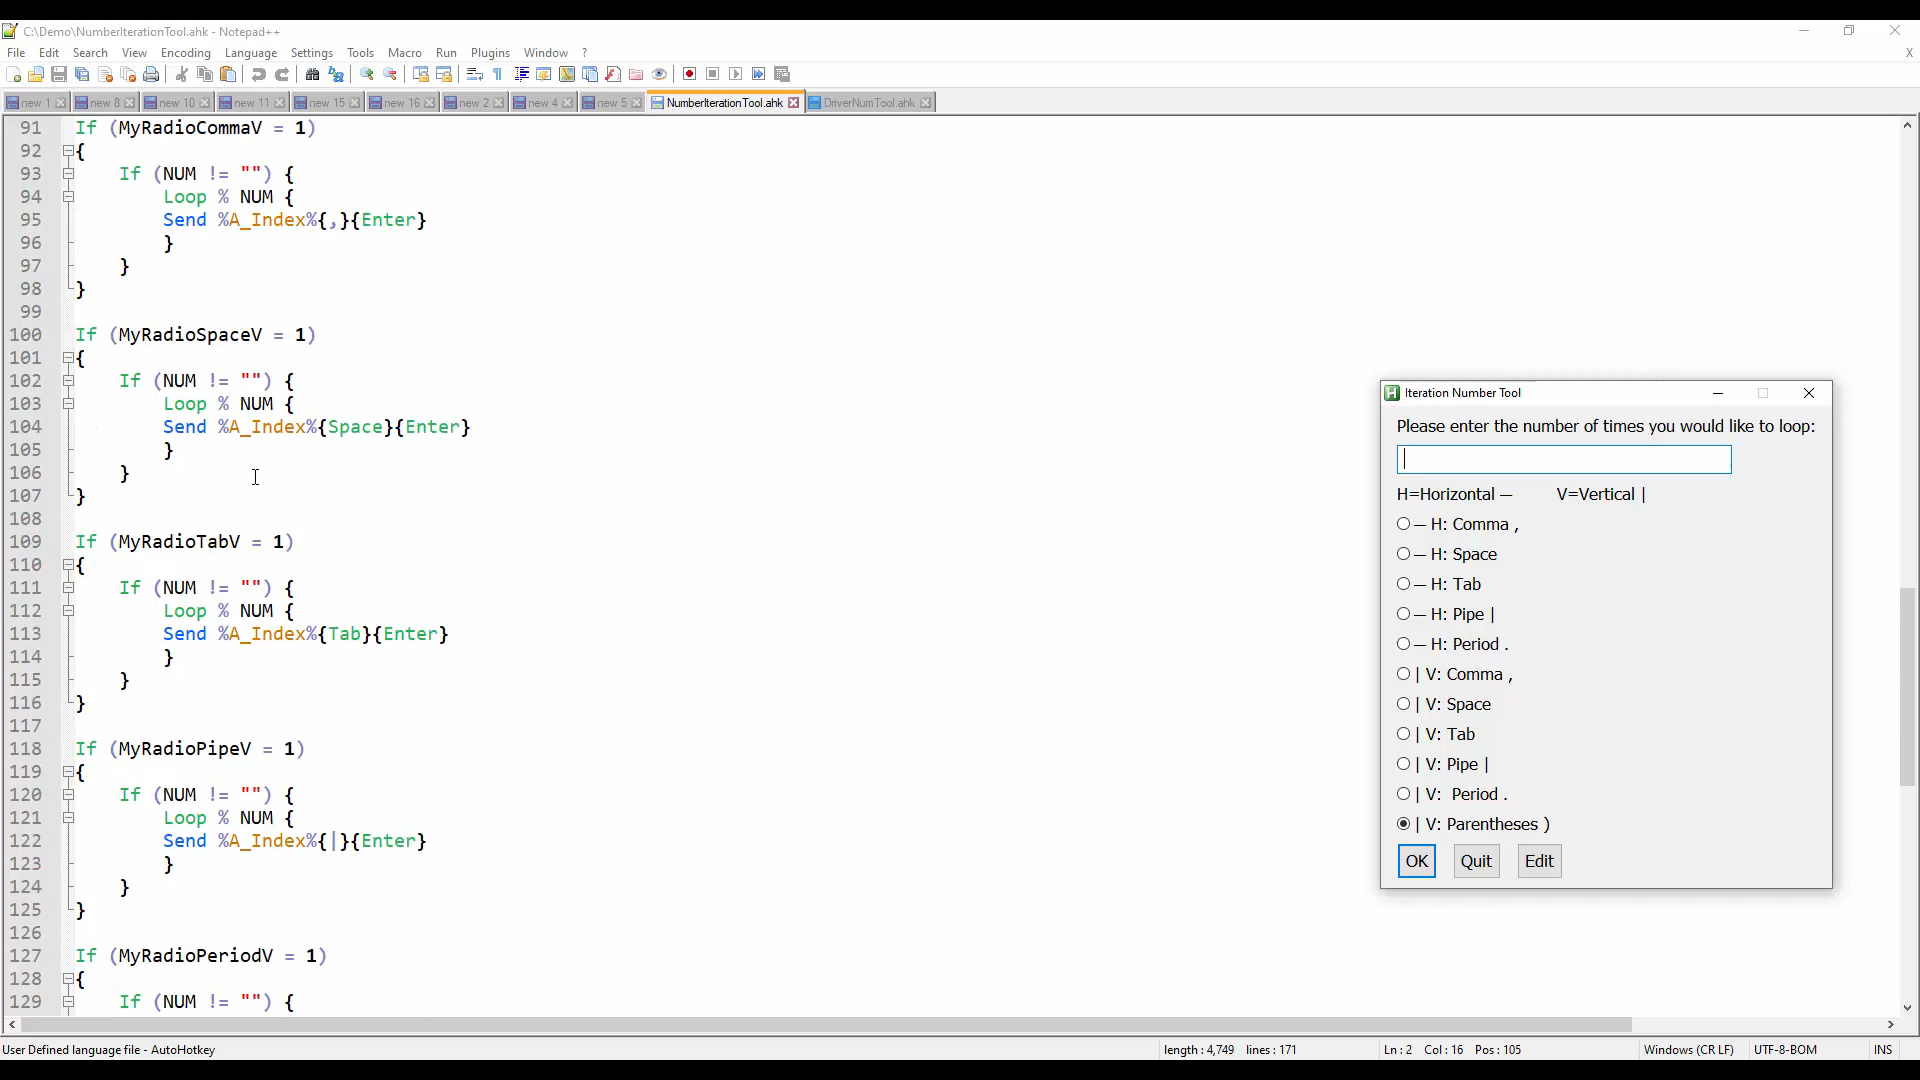 C:\Demo\NumberIterationTool.ahk - Notepad++
File Edit Search View Encoding Language Settings Tools Macro Run Plugins Window ? X
new 1 new 8 new 10 new 11 new 15 new 16 new 2 new 4 new 5 NumberIterationTool.ahk DriverNumTool.ahk
91 If (MyRadioCommaV = 1)
92 {
93 If (NUM != "") {
94 Loop % NUM {
95 Send %A_Index%{,}{Enter}
96 }
97 }
98 }
99
100 If (MyRadioSpaceV = 1)
101 {
102 If (NUM != "") {
103 Loop % NUM {
104 Send %A_Index%{Space}{Enter}
105 }
106 }
107 }
108
109 If (MyRadioTabV = 1)
110 {
111 If (NUM != "") {
112 Loop % NUM {
113 Send %A_Index%{Tab}{Enter}
114 }
115 }
116 }
117
118 If (MyRadioPipeV = 1)
119 {
120 If (NUM != "") {
121 Loop % NUM {
122 Send %A_Index%{|}{Enter}
123 }
124 }
125 }
126
127 If (MyRadioPeriodV = 1)
128 {
129 If (NUM != "") {
Iteration Number Tool
Please enter the number of times you would like to loop:
H=Horizontal — V=Vertical |
— H: Comma ,
— H: Space
— H: Tab
— H: Pipe |
— H: Period .
| V: Comma ,
| V: Space
| V: Tab
| V: Pipe |
| V: Period .
| V: Parentheses )
OK Quit Edit
User Defined language file - AutoHotkey length : 4,749 lines : 171 Ln : 2 Col : 16 Pos : 105 Windows (CR LF) UTF-8-BOM INS